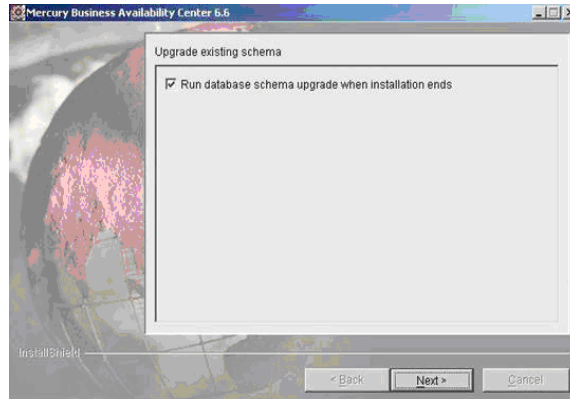 Mercury Business Availability Center 6.6
Upgrade existing schema
Run database schema upgrade when installation ends
InstallShield
< Back
Next >
Cancel